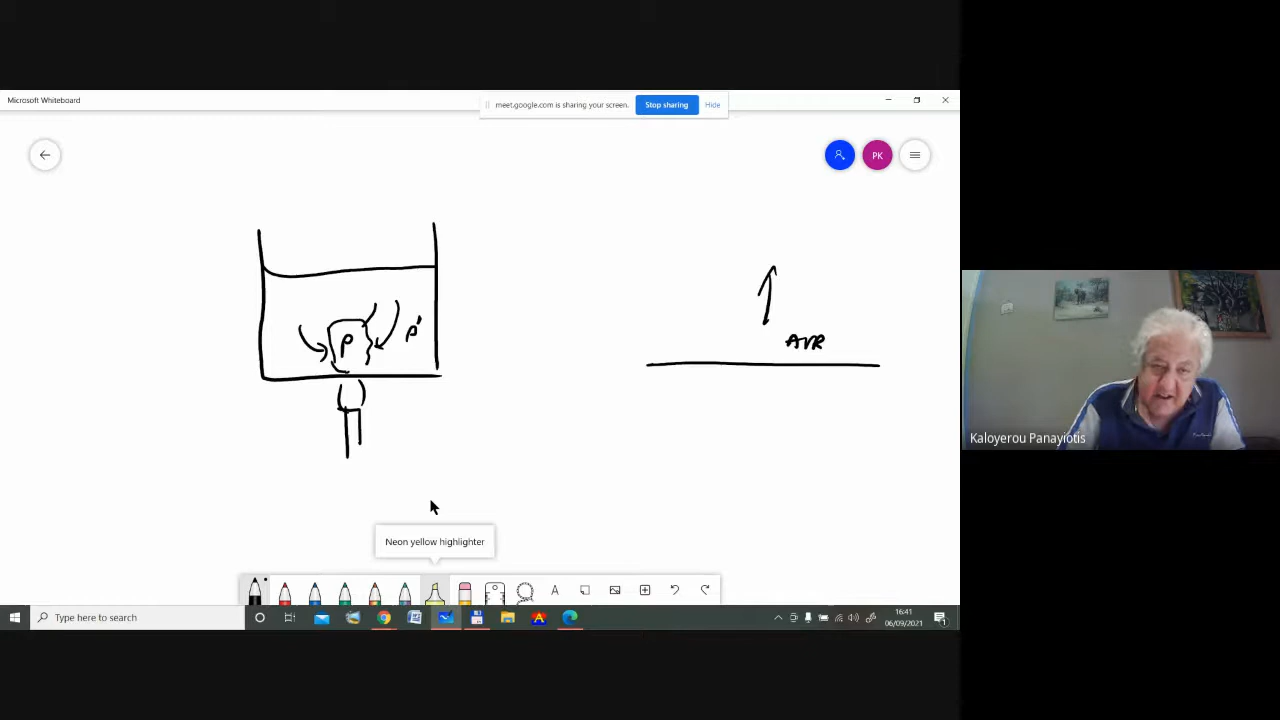 Microsoft Whiteboard
meet.google.com is sharing your screen.
Stop sharing
Hide
PK
P
P'
AIR
Kaloyerou Panayiotis
Neon yellow highlighter
A
Type here to search
A
16:41
06/09/2021